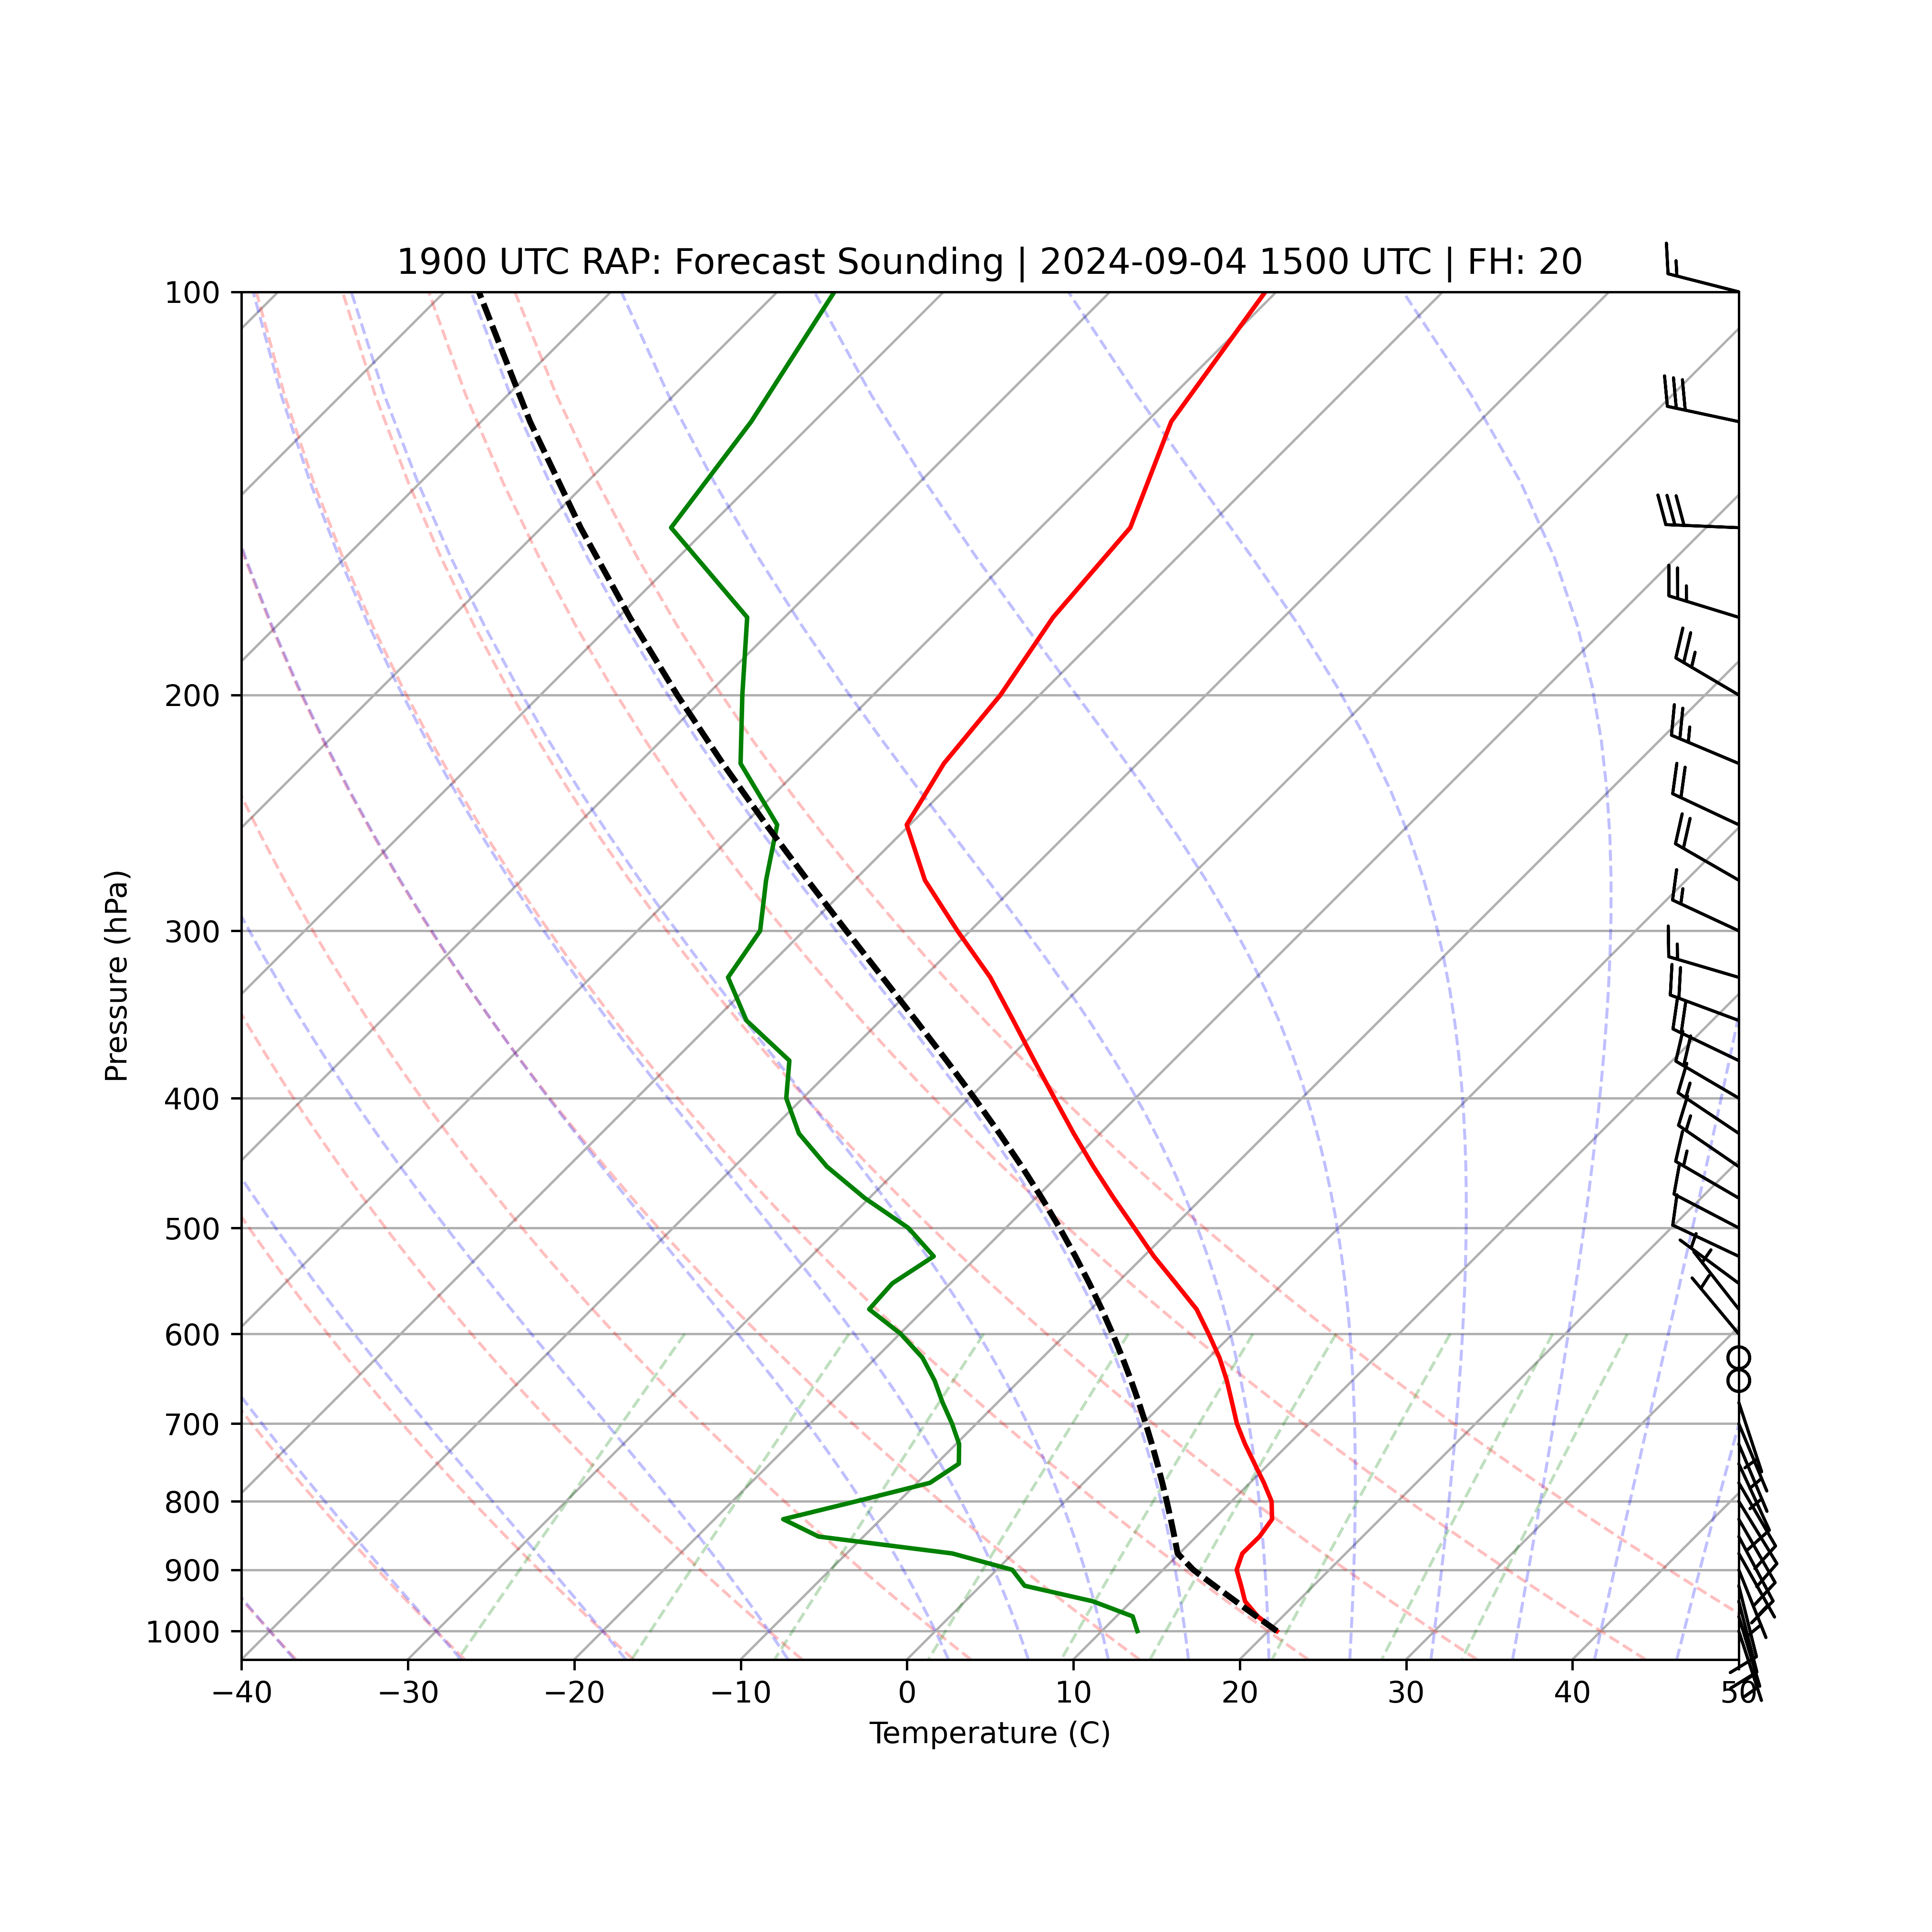 1900 UTC RAP: Forecast Sounding | 2024-09-04 1500 UTC | FH: 20
100
200
300
400
500
600
700
800
900
1000
Pressure (hPa)
−40 −30 −20 −10 0 10 20 30 40 50
Temperature (C)